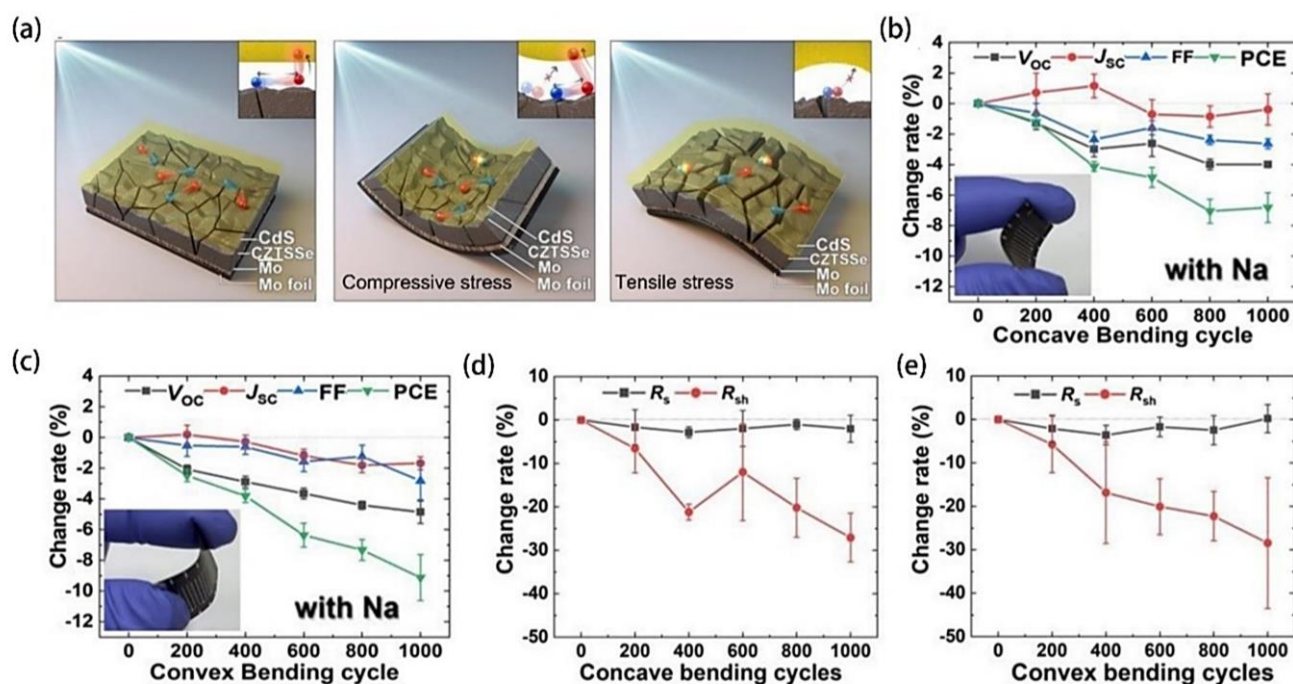 (a)
CdS
CZTSSe
Mo
Mo foil
Compressive stress
CdS
CZTSSe
Mo
Mo foil
Tensile stress
CdS
CZTSSe
Mo
Mo foil
(b)
Change rate (%)
4
2
0
-2
-4
-6
-8
-10
-12
VOC JSC FF PCE
with Na
0 200 400 600 800 1000
Concave Bending cycle
(c)
Change rate (%)
4
2
0
-2
-4
-6
-8
-10
-12
VOC JSC FF PCE
with Na
0 200 400 600 800 1000
Convex Bending cycle
(d)
Change rate (%)
10
0
-10
-20
-30
-40
-50
Rs Rsh
0 200 400 600 800 1000
Concave bending cycles
(e)
Change rate (%)
10
0
-10
-20
-30
-40
-50
Rs Rsh
0 200 400 600 800 1000
Convex bending cycles